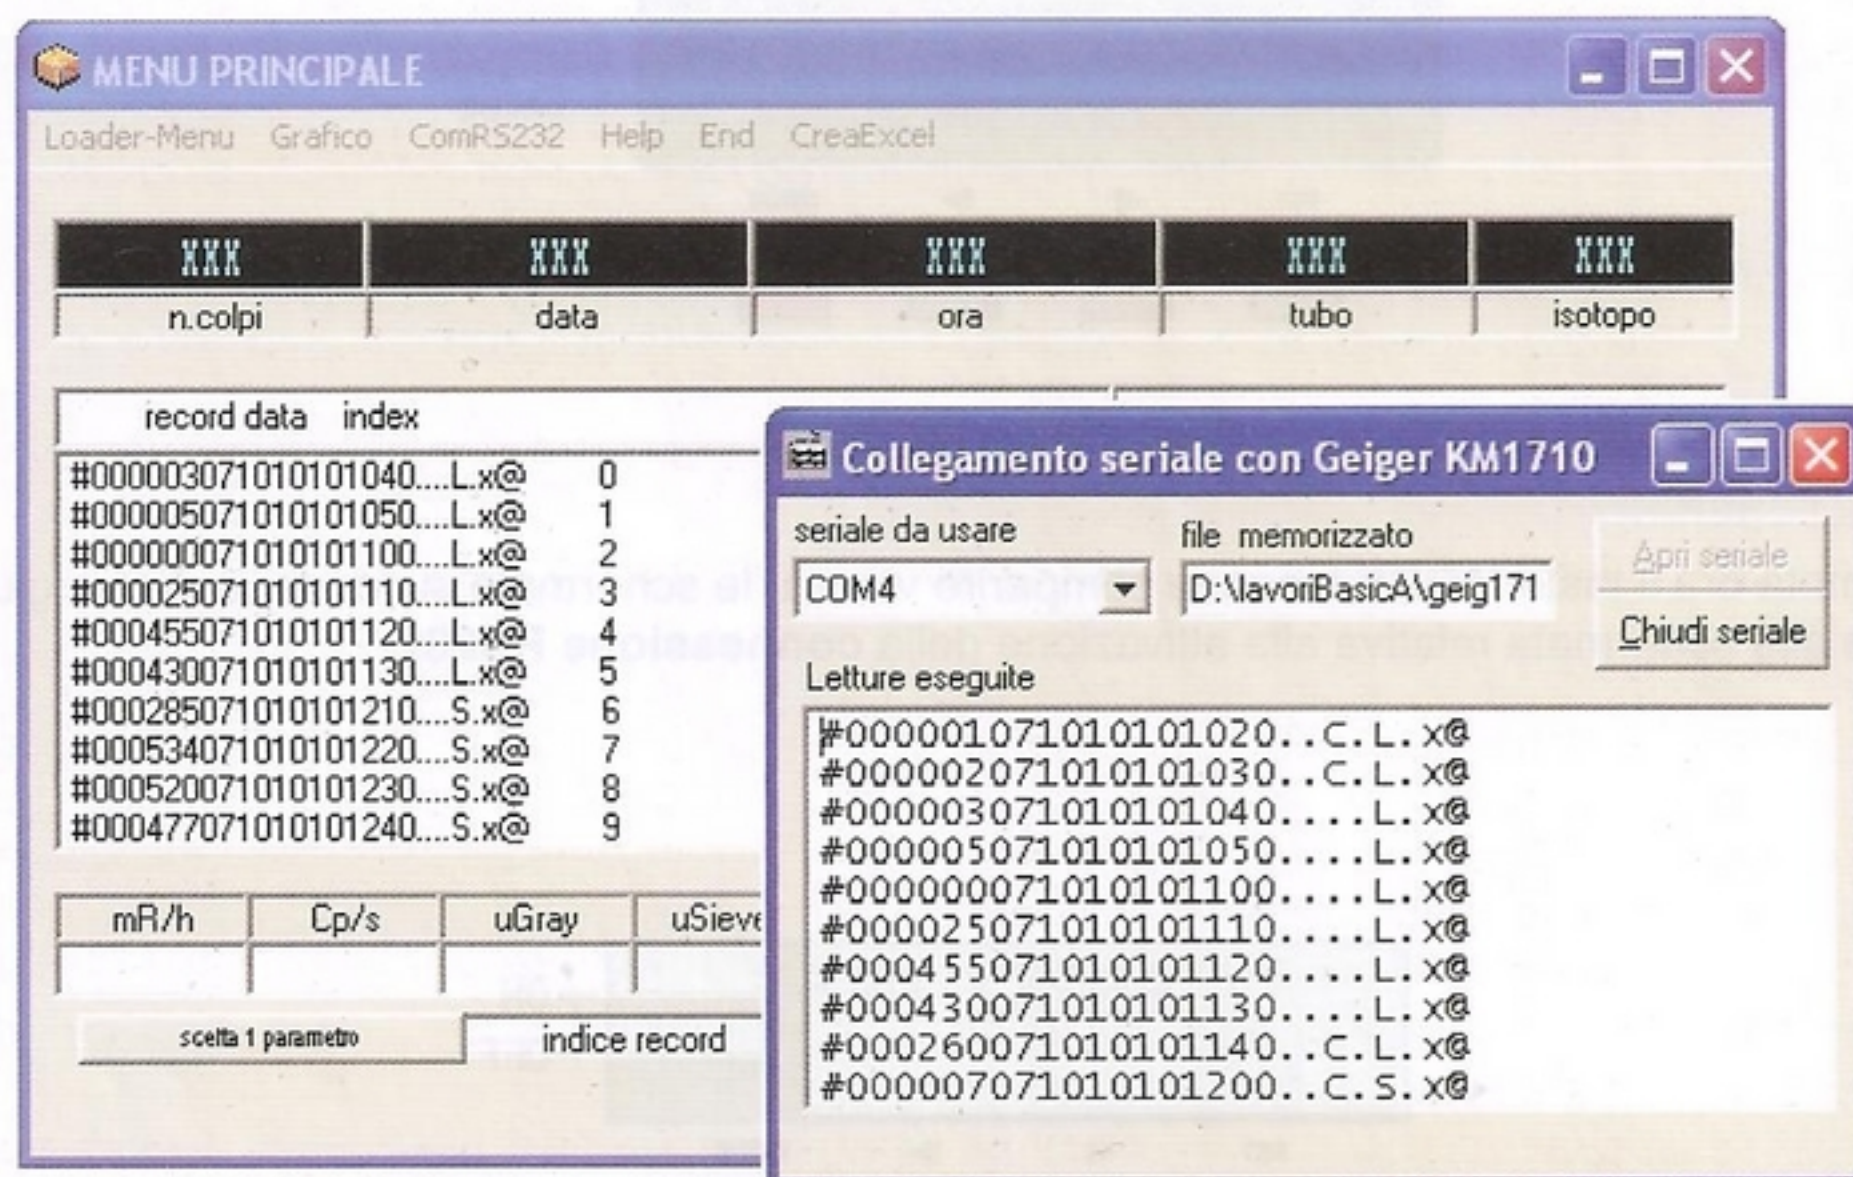 MENU PRINCIPALE
Loader-Menu Grafico ComRS232 Help End CreaExcel
XXX XXX XXX XXX XXX
n.colpi data ora tubo isotopo
record data index
#0000030710101010​40....L.x@ 0
#000005071010101050....L.x@ 1
#000000071010101100....L.x@ 2
#000025071010101110....L.x@ 3
#000455071010101120....L.x@ 4
#000430071010101130....L.x@ 5
#000285071010101210....S.x@ 6
#000534071010101220....S.x@ 7
#000520071010101230....S.x@ 8
#000477071010101240....S.x@ 9
mR/h Cp/s uGray uSieve
scelta 1 parametro indice record
Collegamento seriale con Geiger KM1710
seriale da usare file memorizzato Apri seriale
COM4 D:\lavoriBasicA\geig171
Chiudi seriale
Letture eseguite
#000001071010101020..C.L.x@
#000002071010101030..C.L.x@
#000003071010101040....L.x@
#000005071010101050....L.x@
#000000071010101100....L.x@
#000025071010101110....L.x@
#000455071010101120....L.x@
#000430071010101130....L.x@
#000260071010101140..C.L.x@
#000007071010101200..C.S.x@